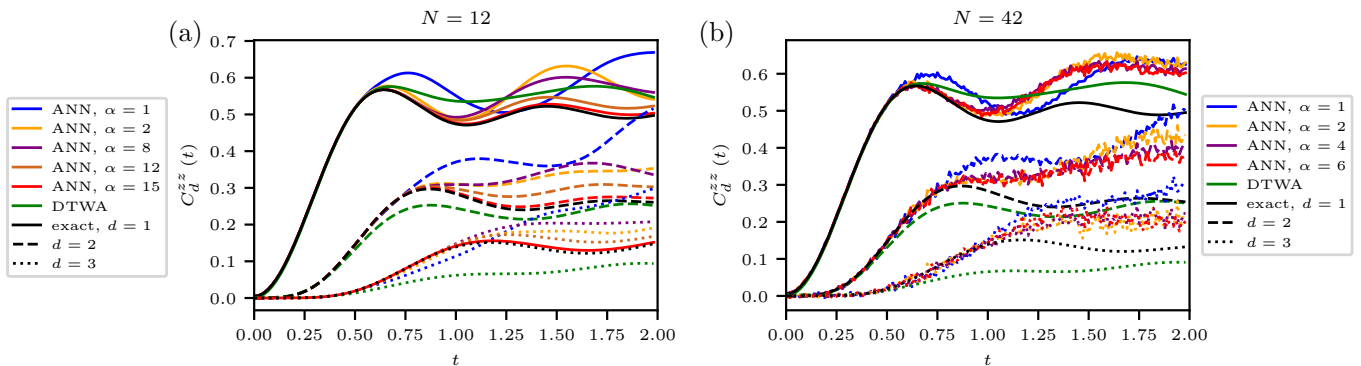 N = 12
(a)
C_d^{zz}(t)
0.7
0.6
0.5
0.4
0.3
0.2
0.1
0.0
0.00 0.25 0.50 0.75 1.00 1.25 1.50 1.75 2.00
t
ANN, α = 1
ANN, α = 2
ANN, α = 8
ANN, α = 12
ANN, α = 15
DTWA
exact, d = 1
d = 2
d = 3
N = 42
(b)
C_d^{zz}(t)
0.6
0.5
0.4
0.3
0.2
0.1
0.0
0.00 0.25 0.50 0.75 1.00 1.25 1.50 1.75 2.00
t
ANN, α = 1
ANN, α = 2
ANN, α = 4
ANN, α = 6
DTWA
exact, d = 1
d = 2
d = 3